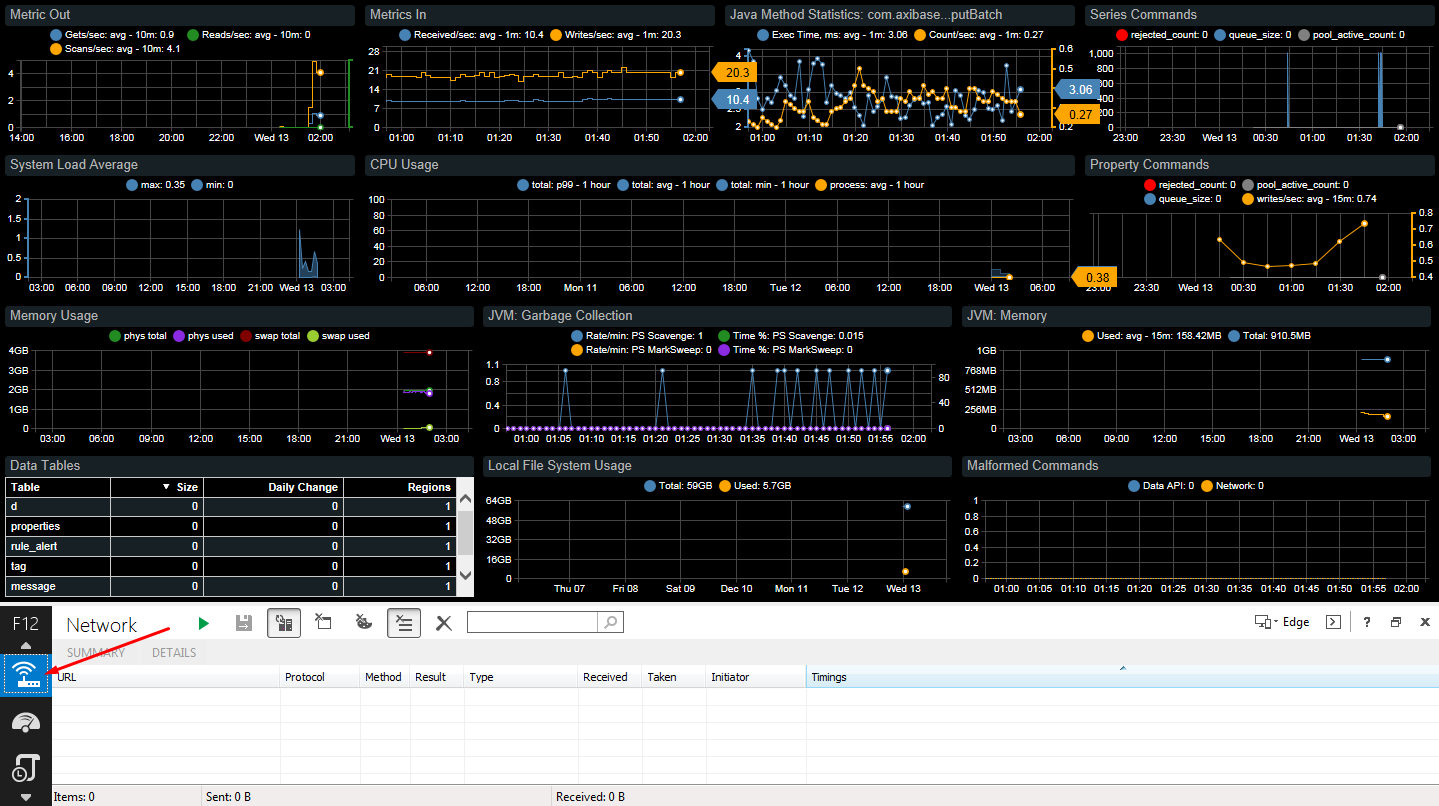 Metric Out
Gets/sec: avg - 10m: 0.9 Reads/sec: avg - 10m: 0
Scans/sec: avg - 10m: 4.1
4
2
0
14:00 16:00 18:00 20:00 22:00 Wed 13 02:00
Metrics In
Received/sec: avg - 1m: 10.4 Writes/sec: avg - 1m: 20.3
28
21
14
7
0
20.3
10.4
01:00 01:10 01:20 01:30 01:40 01:50 02:00
Java Method Statistics: com.axibase...putBatch
Exec Time, ms: avg - 1m: 3.06 Count/sec: avg - 1m: 0.27
4
2
0.6
0.5
0.2
3.06
0.27
01:00 01:10 01:20 01:30 01:40 01:50 02:00
Series Commands
rejected_count: 0 queue_size: 0 pool_active_count: 0
1,000
800
600
400
200
0
23:00 23:30 Wed 13 00:30 01:00 01:30 02:00
System Load Average
max: 0.35 min: 0
2
1.5
1
0.5
0
03:00 06:00 09:00 12:00 15:00 18:00 21:00 Wed 13 03:00
CPU Usage
total: p99 - 1 hour total: avg - 1 hour total: min - 1 hour process: avg - 1 hour
100
80
60
40
20
0
06:00 12:00 18:00 Mon 11 06:00 12:00 18:00 Tue 12 06:00 12:00 18:00 Wed 13 06:00
Property Commands
rejected_count: 0 pool_active_count: 0
queue_size: 0 writes/sec: avg - 15m: 0.74
0.8
0.7
0.6
0.5
0.4
0.38
23:00 23:30 Wed 13 00:30 01:00 01:30 02:00
Memory Usage
phys total phys used swap total swap used
4GB
3GB
2GB
1GB
0
03:00 06:00 09:00 12:00 15:00 18:00 21:00 Wed 13 03:00
JVM: Garbage Collection
Rate/min: PS Scavenge: 1 Time %: PS Scavenge: 0.015
Rate/min: PS MarkSweep: 0 Time %: PS MarkSweep: 0
1.1
0.8
0.4
0
80
40
0
01:00 01:05 01:10 01:15 01:20 01:25 01:30 01:35 01:40 01:45 01:50 01:55 02:00
JVM: Memory
Used: avg - 15m: 158.42MB Total: 910.5MB
1GB
768MB
512MB
256MB
0
03:00 06:00 09:00 12:00 15:00 18:00 21:00 Wed 13 03:00
Data Tables
Table ▼ Size Daily Change Regions
d 0 0 1
properties 0 0 1
rule_alert 0 0 1
tag 0 0 1
message 0 0 1
Local File System Usage
Total: 59GB Used: 5.7GB
64GB
48GB
32GB
16GB
0
Thu 07 Fri 08 Sat 09 Dec 10 Mon 11 Tue 12 Wed 13
Malformed Commands
Data API: 0 Network: 0
1
0.8
0.6
0.4
0.2
0
01:00 01:05 01:10 01:15 01:20 01:25 01:30 01:35 01:40 01:45 01:50 01:55 02:00
F12 Network Edge ?
SUMMARY DETAILS
URL Protocol Method Result Type Received Taken Initiator Timings
Items: 0 Sent: 0 B Received: 0 B